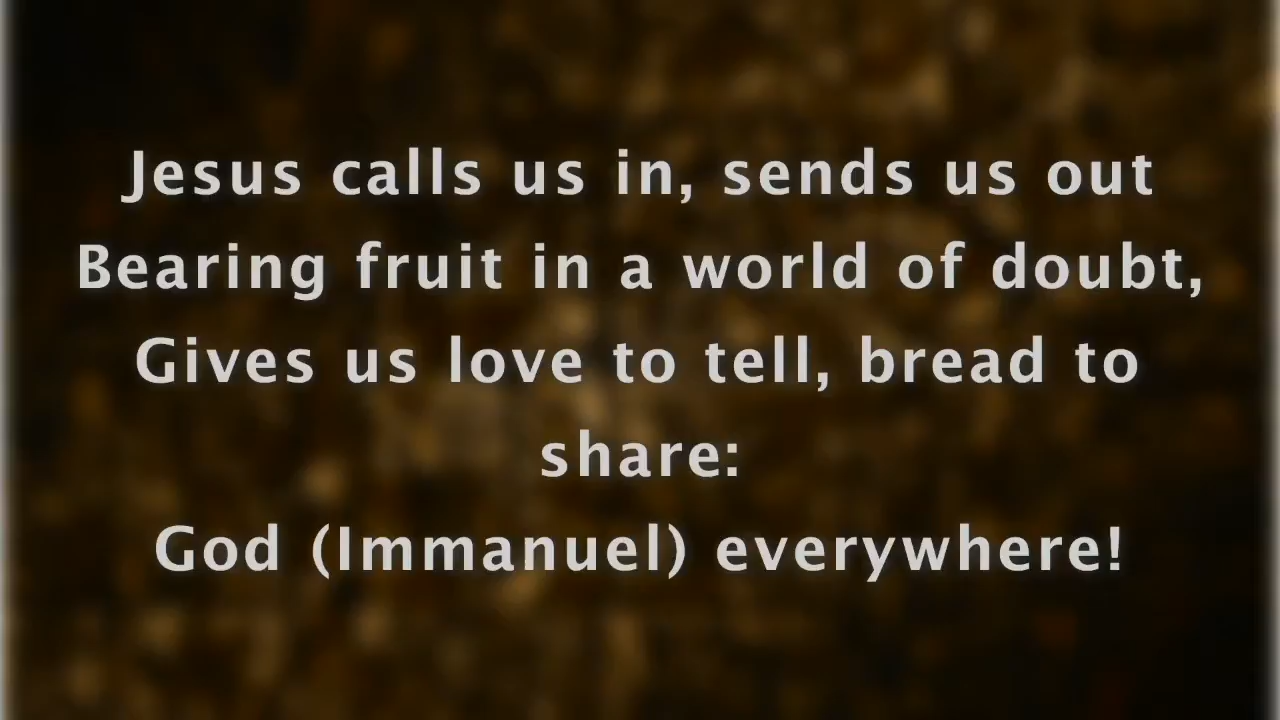 Jesus calls us in, sends us out
Bearing fruit in a world of doubt,
Gives us love to tell, bread to
share:
God (Immanuel) everywhere!